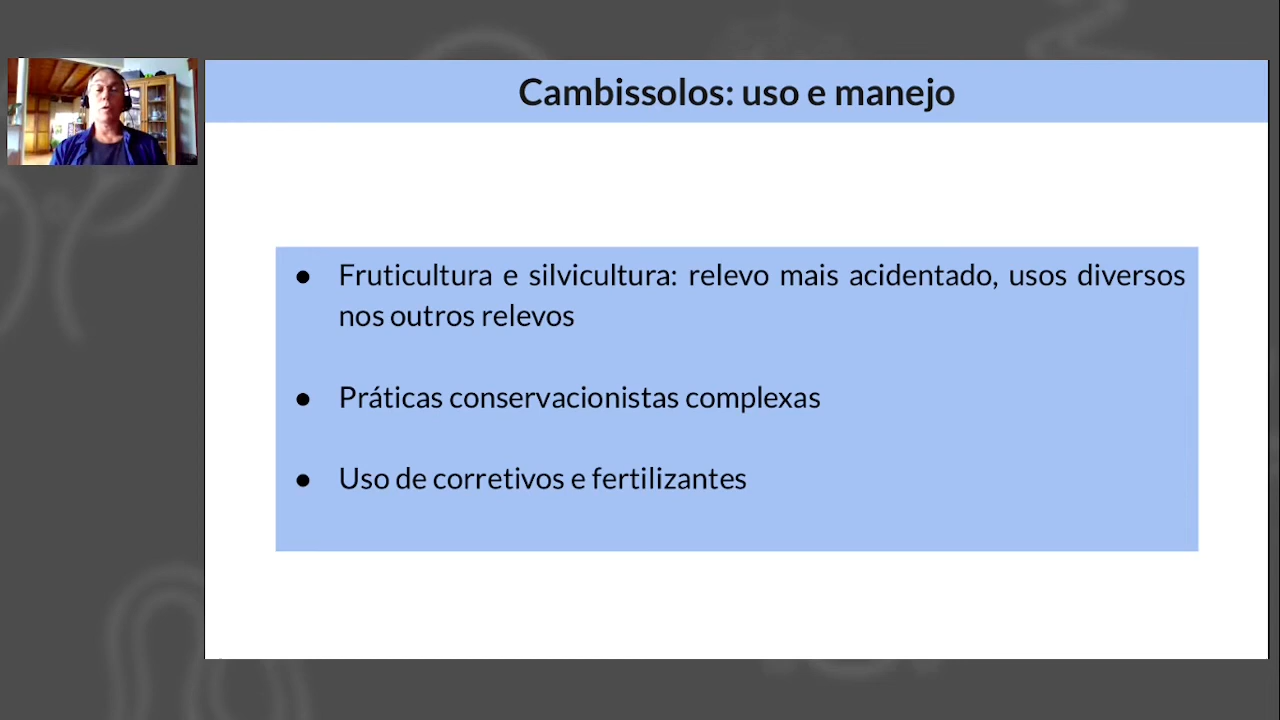 Cambissolos: uso e manejo
● Fruticultura e silvicultura: relevo mais acidentado, usos diversos
nos outros relevos
● Práticas conservacionistas complexas
● Uso de corretivos e fertilizantes